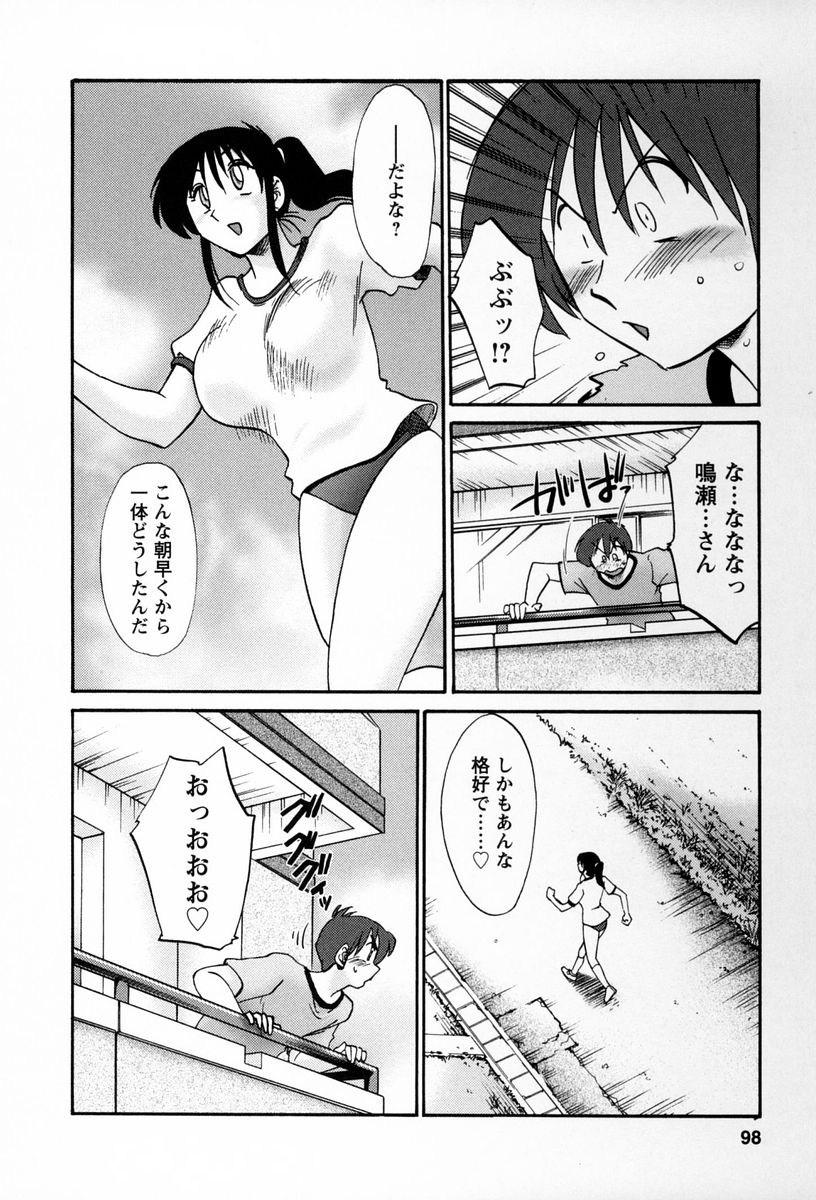 ぶぶッ!?
な…なななっ
鳴瀬…さん
ガバッ
──だよな?
こんな朝早くから
一体どうしたんだ
しかもあんな
格好で……♡
おっおおお♡
ググッ
98